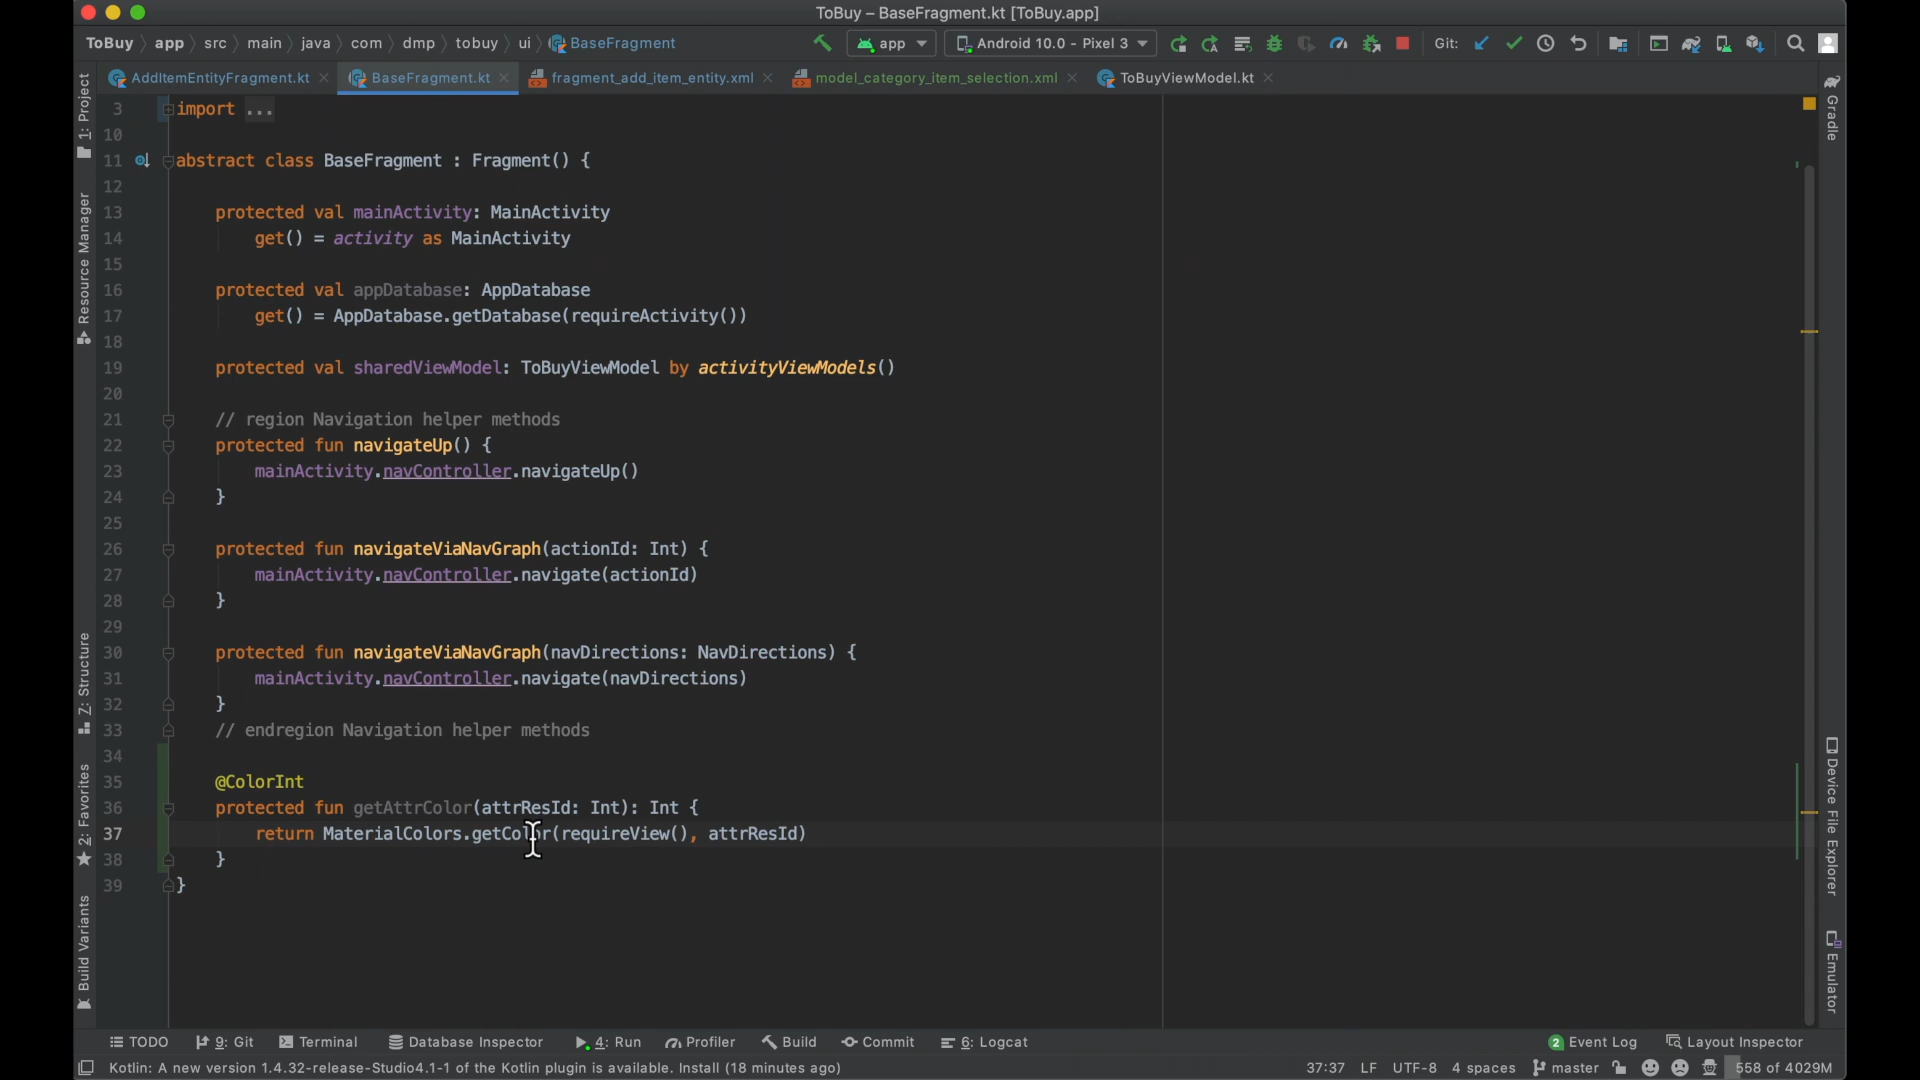 ToBuy – BaseFragment.kt [ToBuy.app]
ToBuy app src main java com dmp tobuy ui BaseFragment
app Android 10.0 - Pixel 3 Git:
AddItemEntityFragment.kt BaseFragment.kt fragment_add_item_entity.xml model_category_item_selection.xml ToBuyViewModel.kt
1: Project
Resource Manager
Z: Structure
2: Favorites
Build Variants
3 import ...
10
11 abstract class BaseFragment : Fragment() {
12
13 protected val mainActivity: MainActivity
14 get() = activity as MainActivity
15
16 protected val appDatabase: AppDatabase
17 get() = AppDatabase.getDatabase(requireActivity())
18
19 protected val sharedViewModel: ToBuyViewModel by activityViewModels()
20
21 // region Navigation helper methods
22 protected fun navigateUp() {
23 mainActivity.navController.navigateUp()
24 }
25
26 protected fun navigateViaNavGraph(actionId: Int) {
27 mainActivity.navController.navigate(actionId)
28 }
29
30 protected fun navigateViaNavGraph(navDirections: NavDirections) {
31 mainActivity.navController.navigate(navDirections)
32 }
33 // endregion Navigation helper methods
34
35 @ColorInt
36 protected fun getAttrColor(attrResId: Int): Int {
37 return MaterialColors.getColor(requireView(), attrResId)
38 }
39 }
Gradle
Device File Explorer
Emulator
TODO 9: Git Terminal Database Inspector 4: Run Profiler Build Commit 6: Logcat 2 Event Log Layout Inspector
Kotlin: A new version 1.4.32-release-Studio4.1-1 of the Kotlin plugin is available. Install (18 minutes ago) 37:37 LF UTF-8 4 spaces master 558 of 4029M